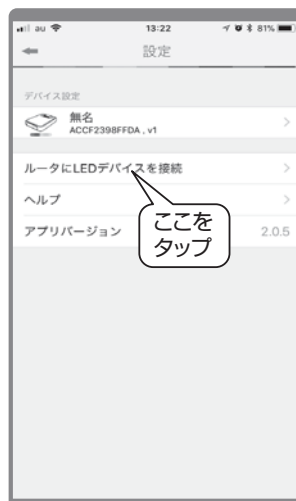 au 13:22 81%
設定
デバイス設定
無名
ACCF2398FFDA , v1
ルータにLEDデバイスを接続
ヘルプ
ここを
タップ
アプリバージョン 2.0.5